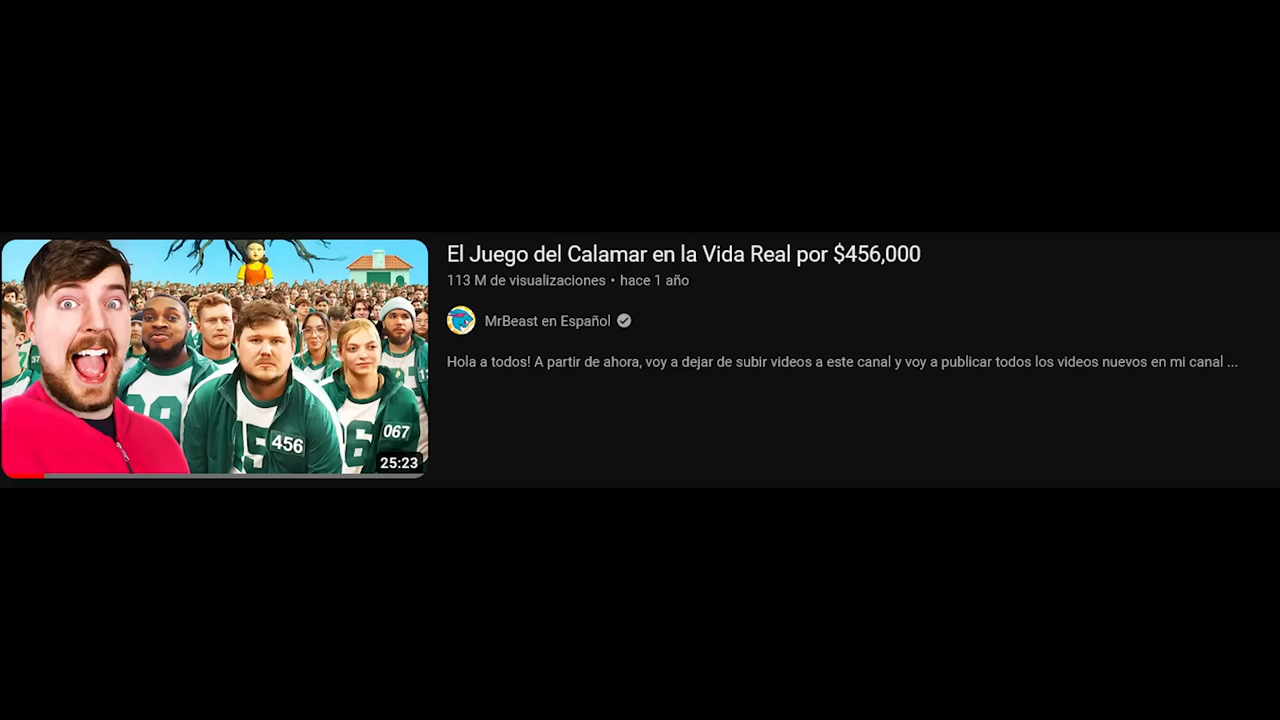 El Juego del Calamar en la Vida Real por $456,000
113 M de visualizaciones • hace 1 año
MrBeast en Español
Hola a todos! A partir de ahora, voy a dejar de subir videos a este canal y voy a publicar todos los videos nuevos en mi canal ...
37
067
456
25:23